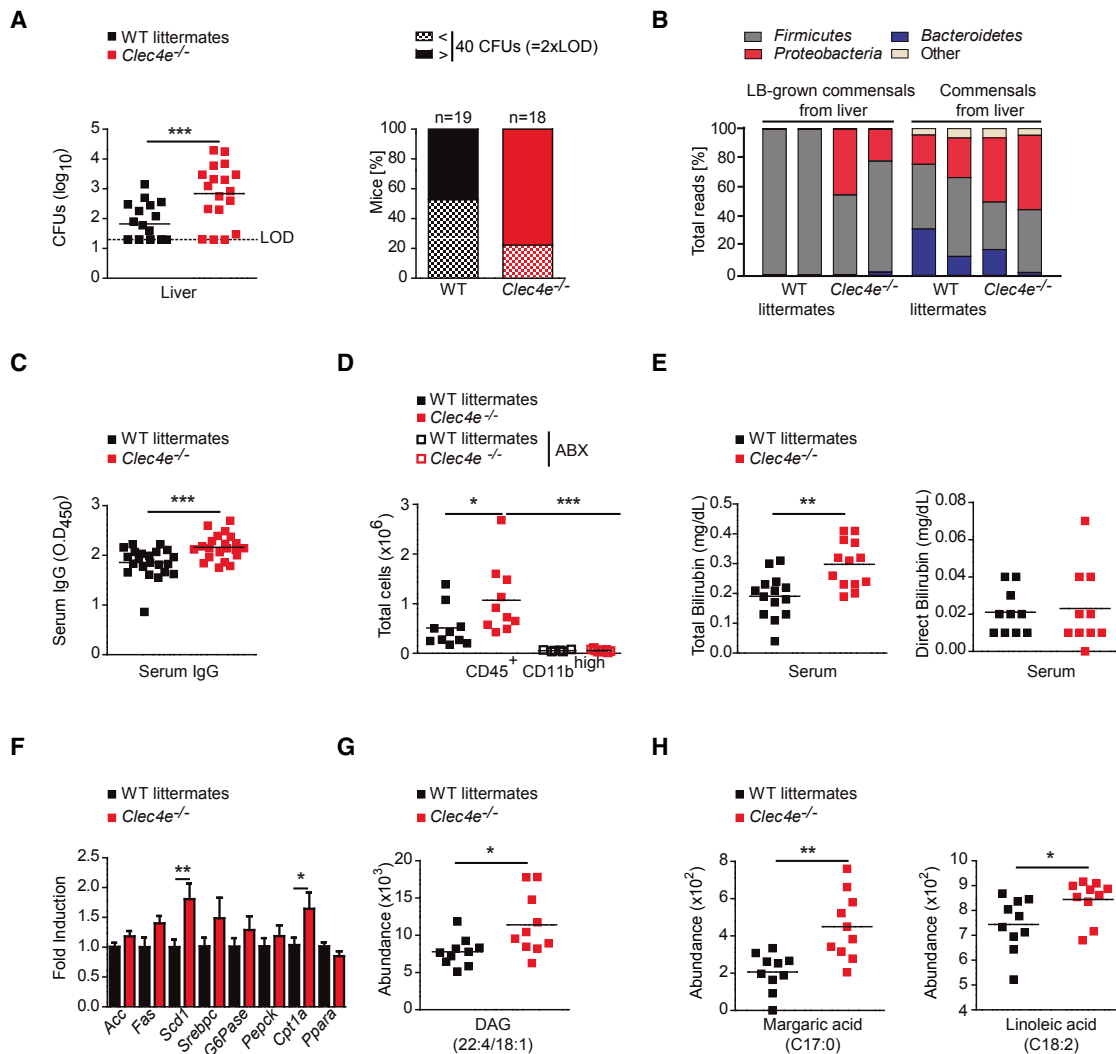 A
WT littermates
Clec4e-/-
CFUs (log10)
5
4
3
2
1
0
***
LOD
Liver
<
>
40 CFUs (=2xLOD)
n=19
n=18
Mice [%]
100
80
60
40
20
0
WT
Clec4e-/-
B
Firmicutes
Bacteroidetes
Proteobacteria
Other
LB-grown commensals
from liver
Commensals
from liver
Total reads [%]
100
80
60
40
20
0
WT
littermates
Clec4e-/-
WT
littermates
Clec4e-/-
C
WT littermates
Clec4e-/-
Serum IgG (O.D450)
3
2
1
0
***
Serum IgG
D
WT littermates
Clec4e-/-
WT littermates
Clec4e-/-
ABX
Total cells (x10^6)
3
2
1
0
*
***
CD45+ CD11bhigh
E
WT littermates
Clec4e-/-
Total Bilirubin (mg/dL)
0.5
0.4
0.3
0.2
0.1
0.0
**
Serum
Direct Bilirubin (mg/dL)
0.08
0.06
0.04
0.02
0.00
Serum
F
WT littermates
Clec4e-/-
Fold Induction
2.5
2.0
1.5
1.0
0.5
0.0
**
*
Acc
Fas
Scd1
Srebpc
G6Pase
Pepck
Cpt1a
Ppara
G
WT littermates
Clec4e-/-
Abundance (x10^3)
20
15
10
5
0
*
DAG
(22:4/18:1)
H
WT littermates
Clec4e-/-
Abundance (x10^2)
8
6
4
2
0
**
Margaric acid
(C17:0)
Abundance (x10^2)
10
9
8
7
6
5
4
*
Linoleic acid
(C18:2)